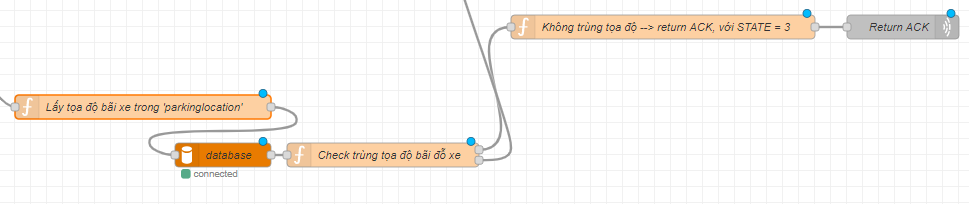 Không trùng tọa độ --> return ACK, với STATE = 3
Return ACK
Lấy tọa độ bãi xe trong 'parkinglocation'
database
Check trùng tọa độ bãi đỗ xe
connected